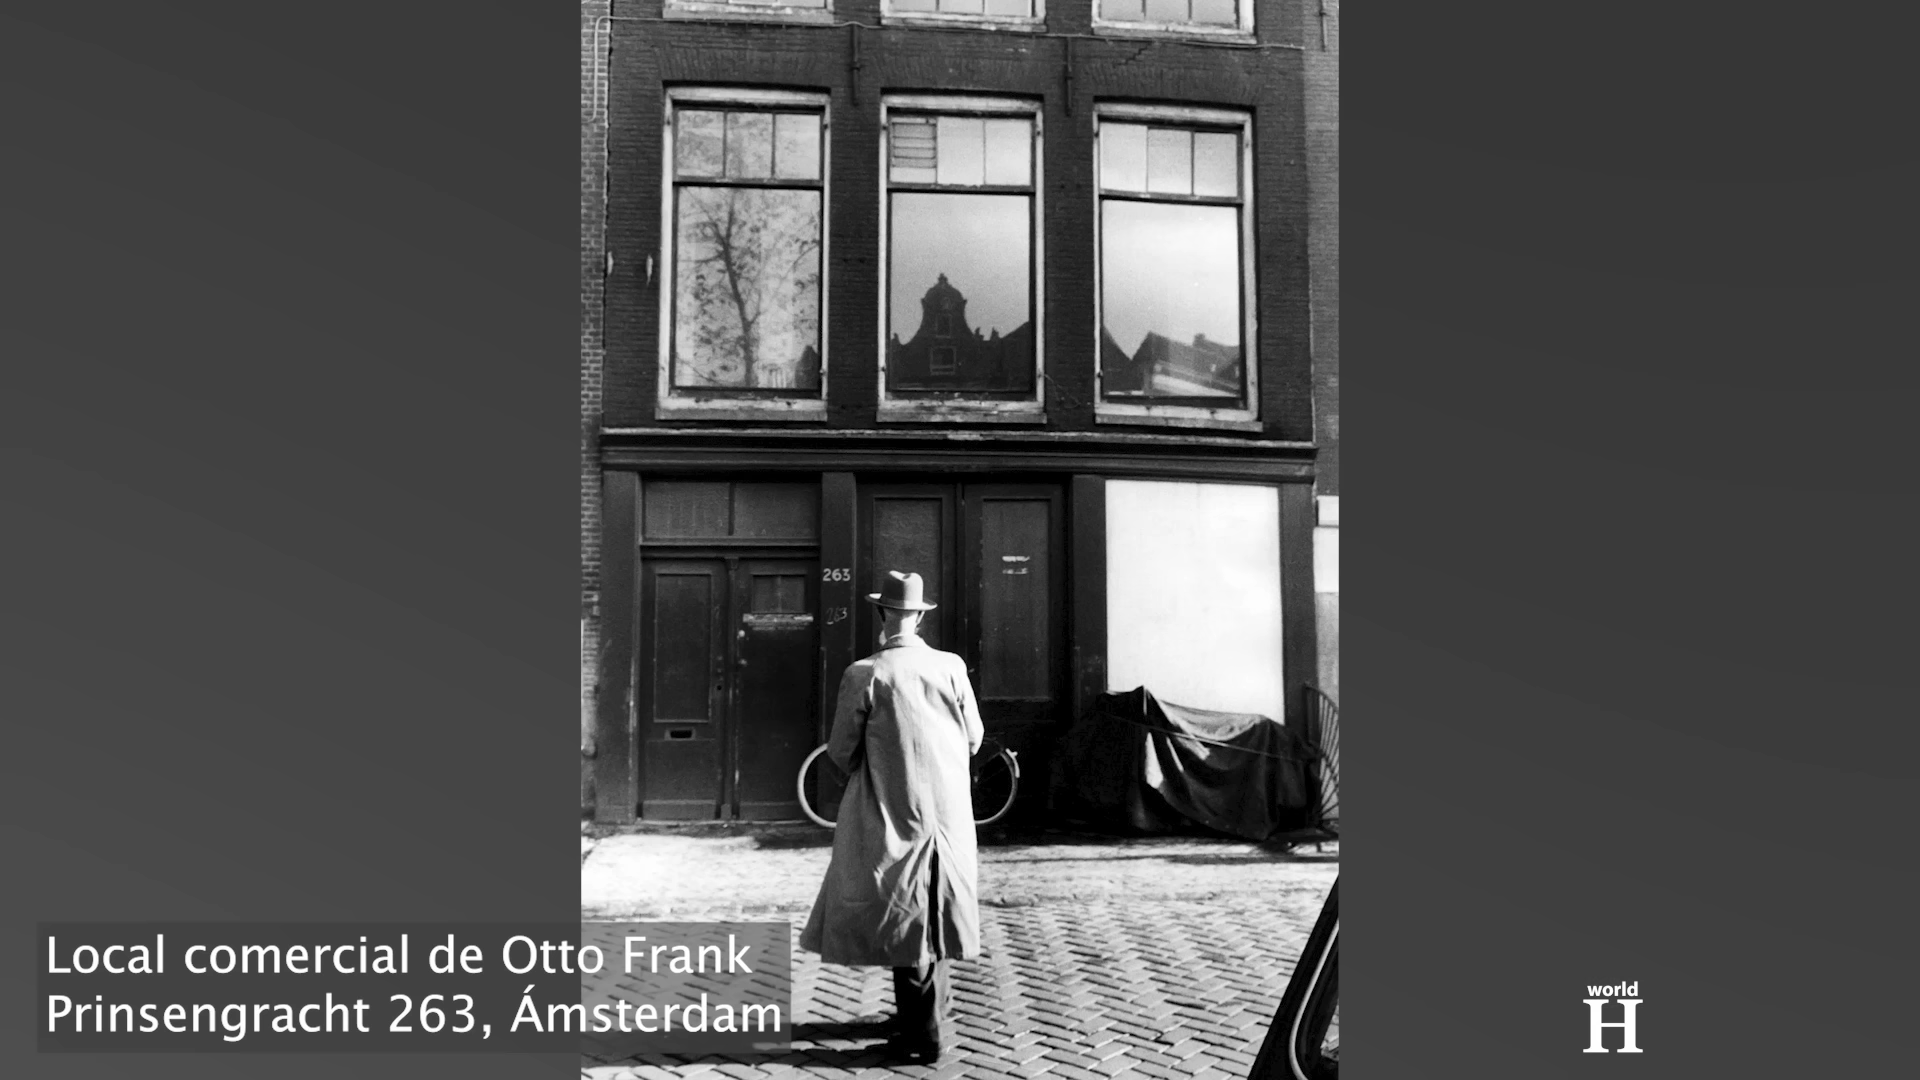 263
263
Local comercial de Otto Frank
Prinsengracht 263, Ámsterdam
world
H